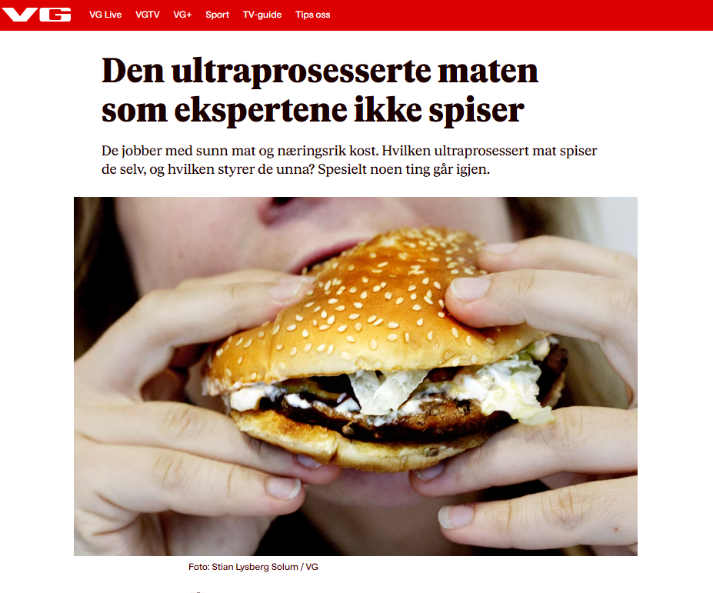 VG VG Live VGTV VG+ Sport TV-guide Tips oss
Den ultraprosesserte maten
som ekspertene ikke spiser
De jobber med sunn mat og næringsrik kost. Hvilken ultraprosessert mat spiser
de selv, og hvilken styrer de unna? Spesielt noen ting går igjen.
Foto: Stian Lysberg Solum / VG